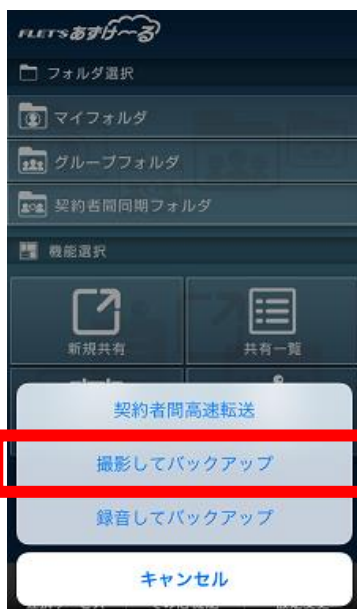 FLET'Sあずけ～る
フォルダ選択
マイフォルダ
グループフォルダ
契約者間同期フォルダ
機能選択
新規共有
共有一覧
契約者間高速転送
撮影してバックアップ
録音してバックアップ
キャンセル